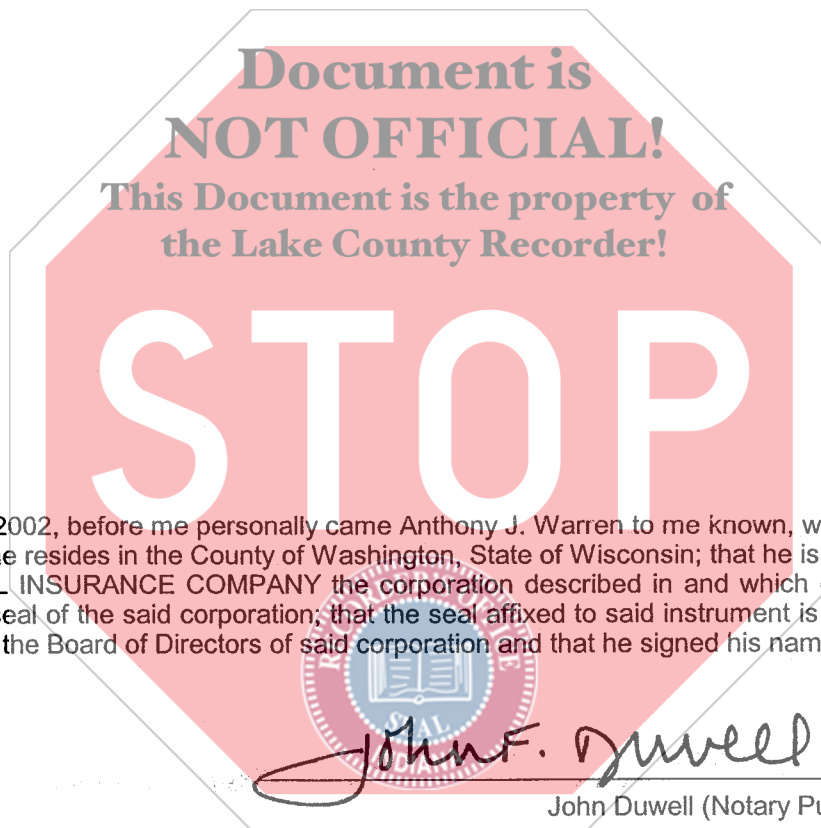 Document is
NOT OFFICIAL!
This Document is the property of
the Lake County Recorder!
STOP
2002, before me personally came Anthony J. Warren to me known, w
e resides in the County of Washington, State of Wisconsin; that he is
L INSURANCE COMPANY the corporation described in and which
seal of the said corporation; that the seal affixed to said instrument is
the Board of Directors of said corporation and that he signed his nam
RECORDER'S OFFICE
SEAL
INDIANA
John F. Duwell
John Duwell (Notary Pu